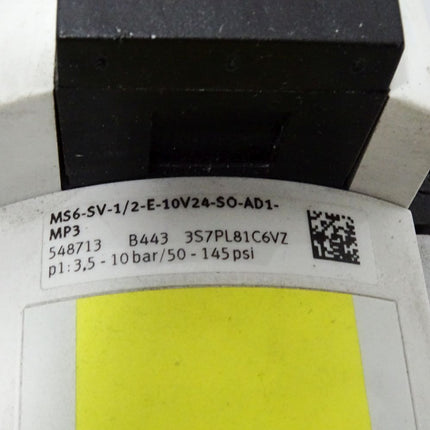 MS6-SV-1/2-E-10V24-SO-AD1-
MP3
548713 B443 3S7PL81C6VZ
p1: 3,5 - 10 bar/50 - 145 psi